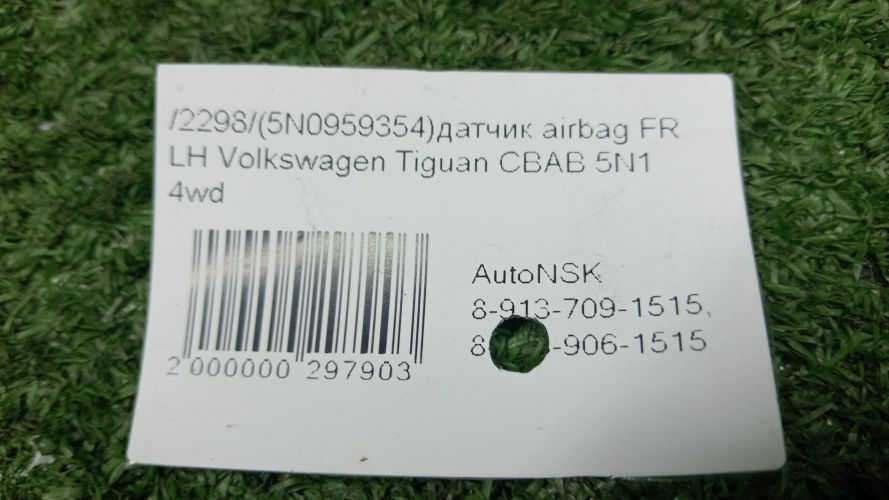 /2298/(5N0959354)датчик airbag FR
LH Volkswagen Tiguan CBAB 5N1
4wd
AutoNSK
8-913-709-1515,
8 -906-1515
2 000000 297903